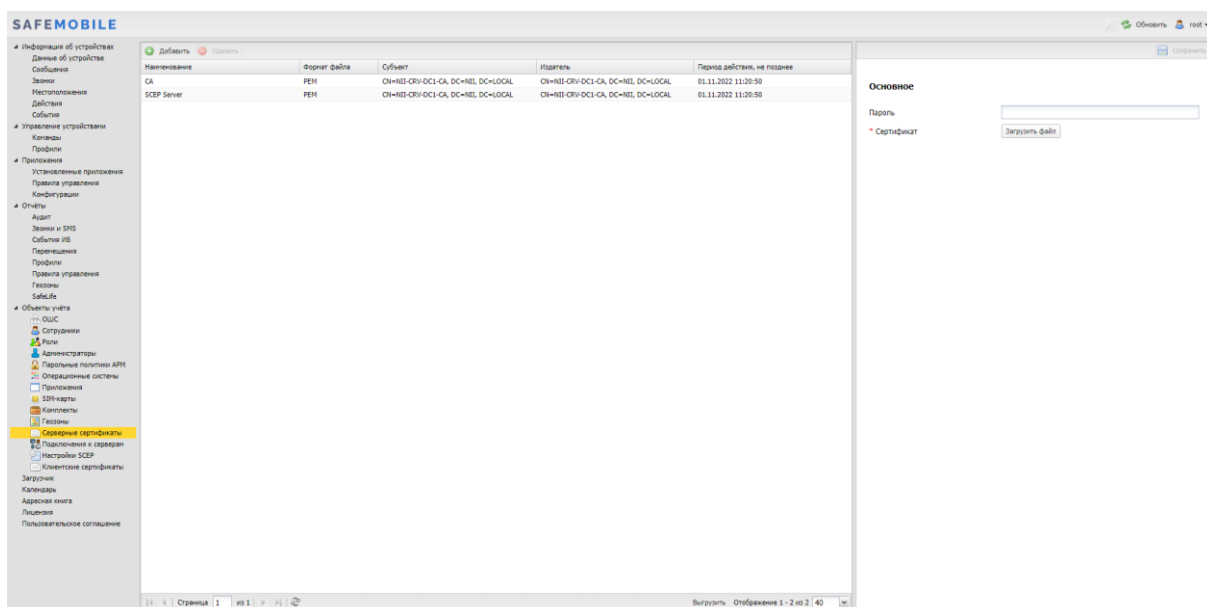 SAFEMOBILE
Обновить root
Информация об устройствах
Данные об устройстве
Сообщения
Звонки
Местоположения
Действия
События
Управление устройствами
Команды
Профили
Приложения
Установленные приложения
Правила управления
Конфигурации
Отчёты
Аудит
Звонки и SMS
События ИБ
Перемещения
Профили
Правила управления
Геозоны
SafeLife
Объекты учёта
ОШС
Сотрудники
Роли
Администраторы
Парольные политики АРМ
Операционные системы
Приложения
SIM-карты
Комплекты
Геозоны
Серверные сертификаты
Подключения к серверам
Настройки SCEP
Клиентские сертификаты
Загрузчик
Календарь
Адресная книга
Лицензия
Пользовательское соглашение
Добавить Удалить
Наименование Формат файла Субъект Издатель Период действия, не позднее
CA PEM CN=NII-CRV-DC1-CA, DC=NII, DC=LOCAL CN=NII-CRV-DC1-CA, DC=NII, DC=LOCAL 01.11.2022 11:20:50
SCEP Server PEM CN=NII-CRV-DC1-CA, DC=NII, DC=LOCAL CN=NII-CRV-DC1-CA, DC=NII, DC=LOCAL 01.11.2022 11:20:50
Страница 1 из 1 Выгрузить Отображение 1 - 2 из 2 40
Сохранить
Основное
Пароль
* Сертификат Загрузить файл